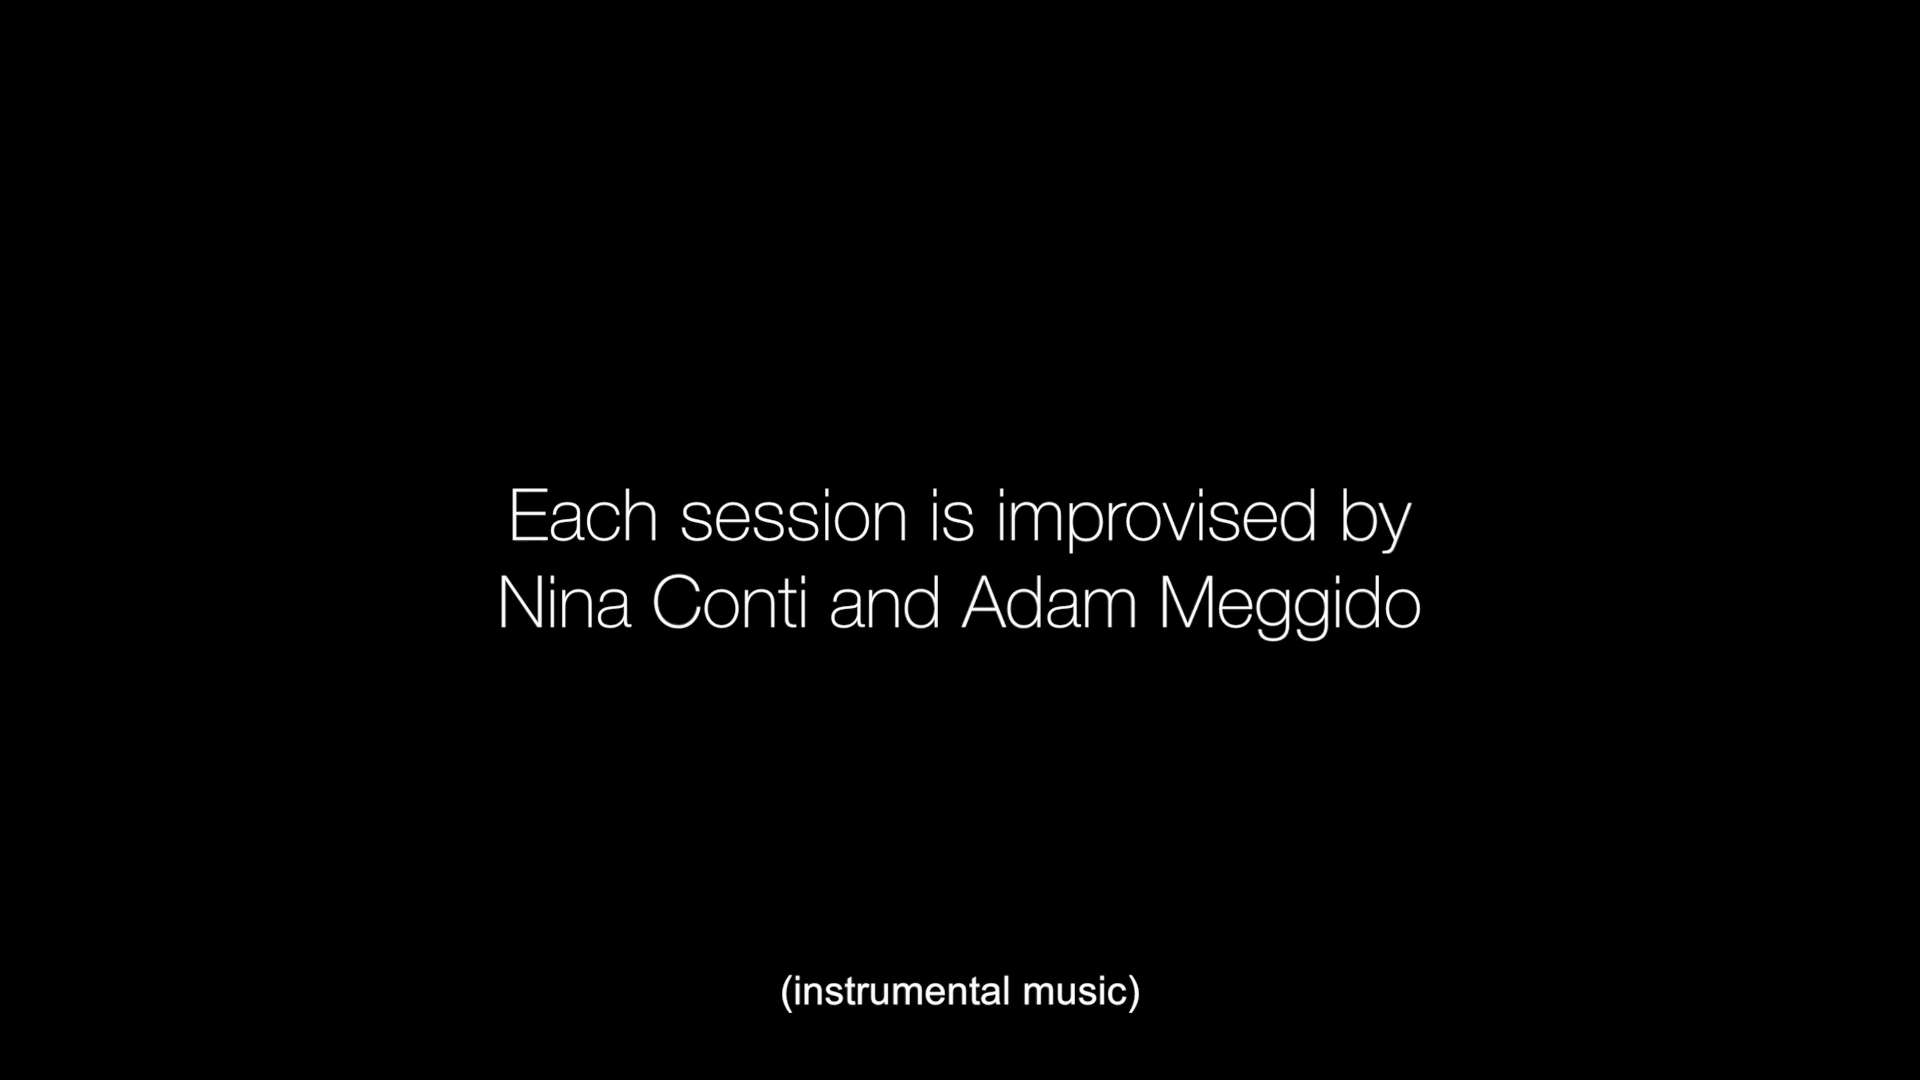 Each session is improvised by
Nina Conti and Adam Meggido
(instrumental music)